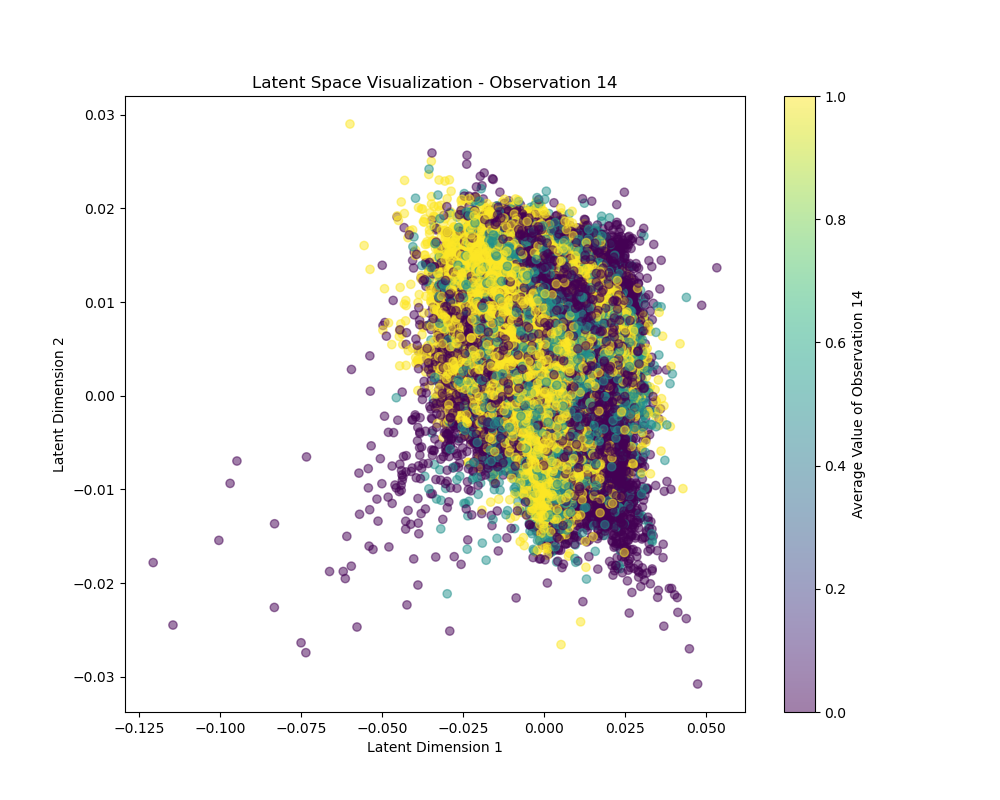 Latent Space Visualization - Observation 14
0.03
0.02
0.01
0.00
−0.01
−0.02
−0.03
Latent Dimension 2
−0.125 −0.100 −0.075 −0.050 −0.025 0.000 0.025 0.050
Latent Dimension 1
1.0
0.8
0.6
0.4
0.2
0.0
Average Value of Observation 14